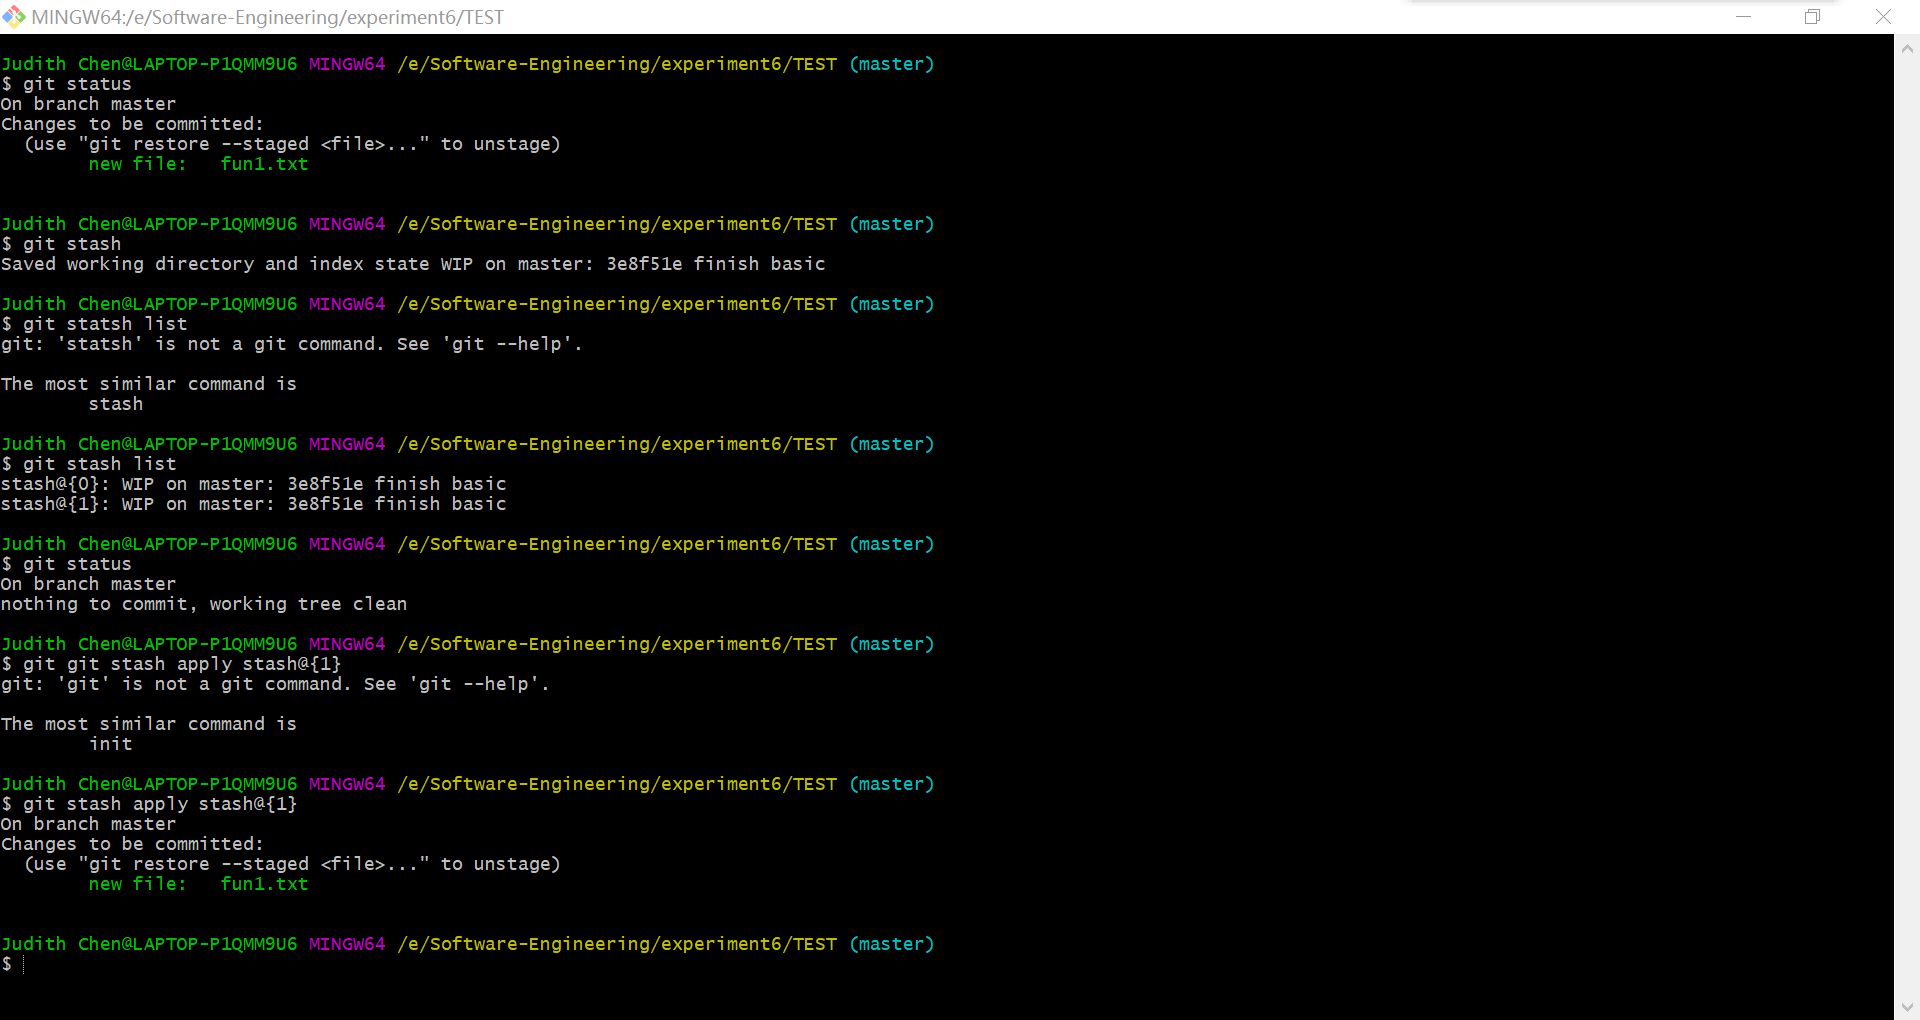 MINGW64:/e/Software-Engineering/experiment6/TEST
Judith Chen@LAPTOP-P1QMM9U6 MINGW64 /e/Software-Engineering/experiment6/TEST (master)
$ git status
On branch master
Changes to be committed:
  (use "git restore --staged <file>..." to unstage)
        new file:   fun1.txt
Judith Chen@LAPTOP-P1QMM9U6 MINGW64 /e/Software-Engineering/experiment6/TEST (master)
$ git stash
Saved working directory and index state WIP on master: 3e8f51e finish basic
Judith Chen@LAPTOP-P1QMM9U6 MINGW64 /e/Software-Engineering/experiment6/TEST (master)
$ git statsh list
git: 'statsh' is not a git command. See 'git --help'.
The most similar command is
        stash
Judith Chen@LAPTOP-P1QMM9U6 MINGW64 /e/Software-Engineering/experiment6/TEST (master)
$ git stash list
stash@{0}: WIP on master: 3e8f51e finish basic
stash@{1}: WIP on master: 3e8f51e finish basic
Judith Chen@LAPTOP-P1QMM9U6 MINGW64 /e/Software-Engineering/experiment6/TEST (master)
$ git status
On branch master
nothing to commit, working tree clean
Judith Chen@LAPTOP-P1QMM9U6 MINGW64 /e/Software-Engineering/experiment6/TEST (master)
$ git git stash apply stash@{1}
git: 'git' is not a git command. See 'git --help'.
The most similar command is
        init
Judith Chen@LAPTOP-P1QMM9U6 MINGW64 /e/Software-Engineering/experiment6/TEST (master)
$ git stash apply stash@{1}
On branch master
Changes to be committed:
  (use "git restore --staged <file>..." to unstage)
        new file:   fun1.txt
Judith Chen@LAPTOP-P1QMM9U6 MINGW64 /e/Software-Engineering/experiment6/TEST (master)
$